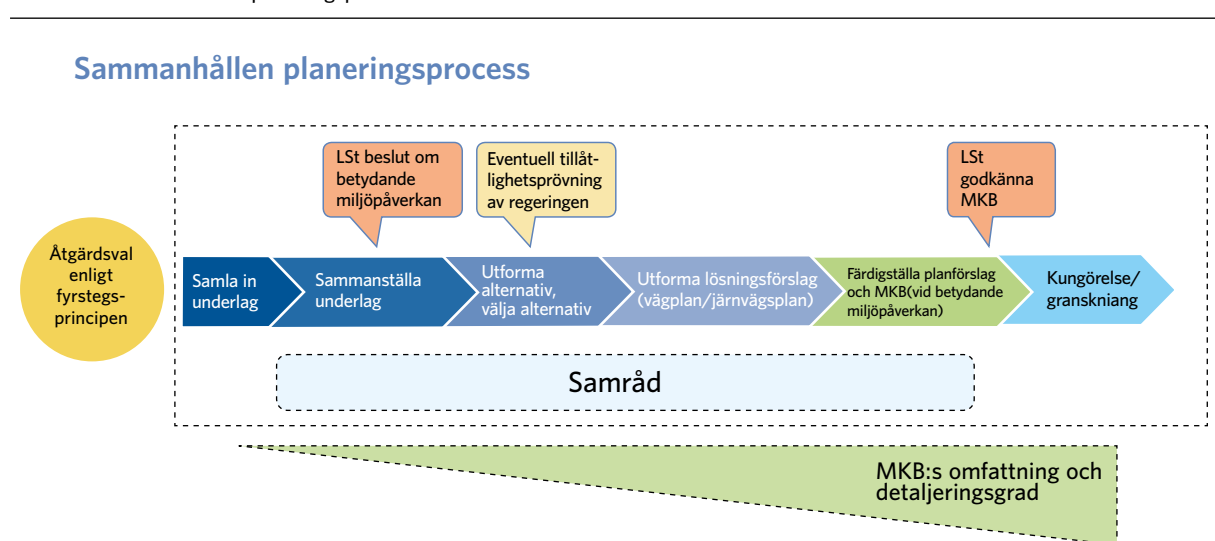 Sammanhållen planeringsprocess
LSt beslut om
betydande
miljöpåverkan
Eventuell tillåt-
lighetsprövning
av regeringen
LSt
godkänna
MKB
Åtgärdsval
enligt
fyrstegs-
principen
Samla in
underlag
Sammanställa
underlag
Utforma
alternativ,
välja alternativ
Utforma lösningsförslag
(vägplan/järnvägsplan)
Färdigställa planförslag
och MKB(vid betydande
miljöpåverkan)
Kungörelse/
granskniang
Samråd
MKB:s omfattning och
detaljeringsgrad